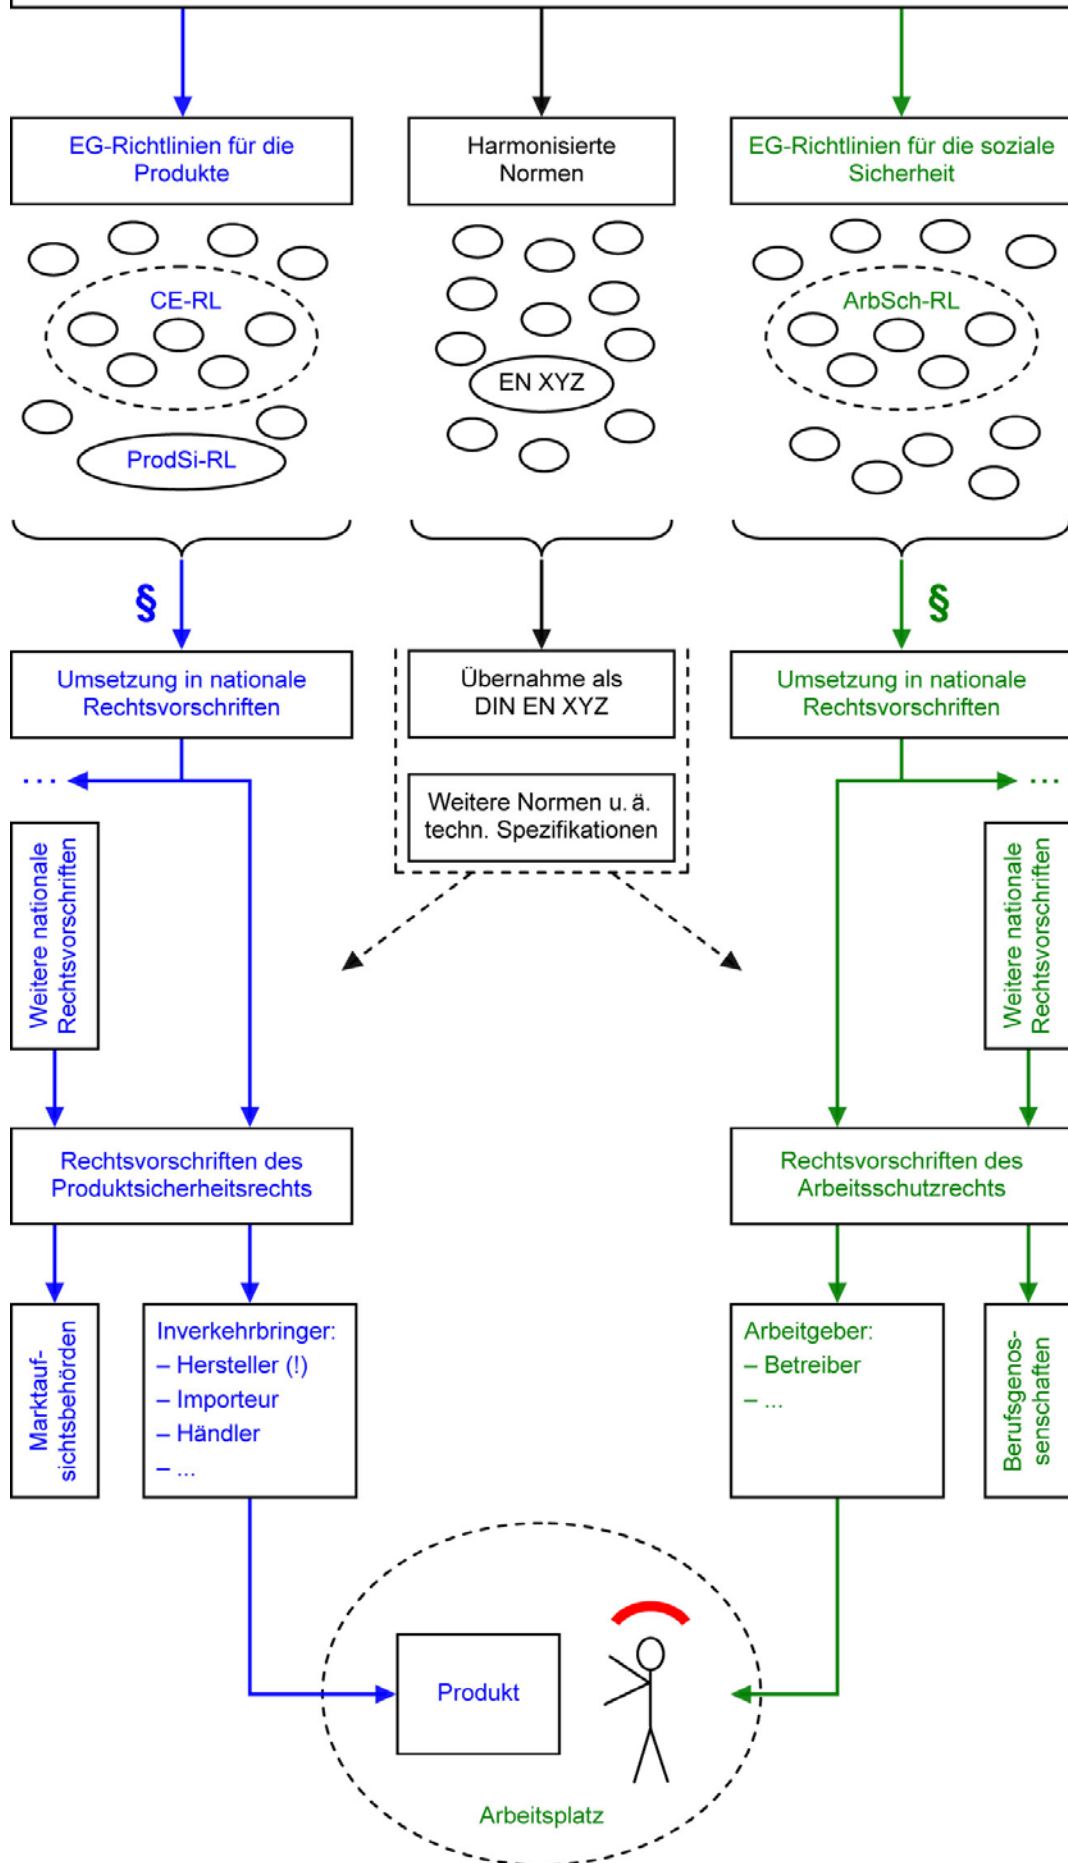 EG-Richtlinien für die
Produkte
Harmonisierte
Normen
EG-Richtlinien für die soziale
Sicherheit
CE-RL
EN XYZ
ArbSch-RL
ProdSi-RL
§
§
Umsetzung in nationale
Rechtsvorschriften
Übernahme als
DIN EN XYZ
Umsetzung in nationale
Rechtsvorschriften
...
...
Weitere Normen u. ä.
techn. Spezifikationen
Weitere nationale
Rechtsvorschriften
Weitere nationale
Rechtsvorschriften
Rechtsvorschriften des
Produktsicherheitsrechts
Rechtsvorschriften des
Arbeitsschutzrechts
Marktauf-
sichtsbehörden
Inverkehrbringer:
– Hersteller (!)
– Importeur
– Händler
– ...
Arbeitgeber:
– Betreiber
– ...
Berufsgenos-
senschaften
Produkt
Arbeitsplatz